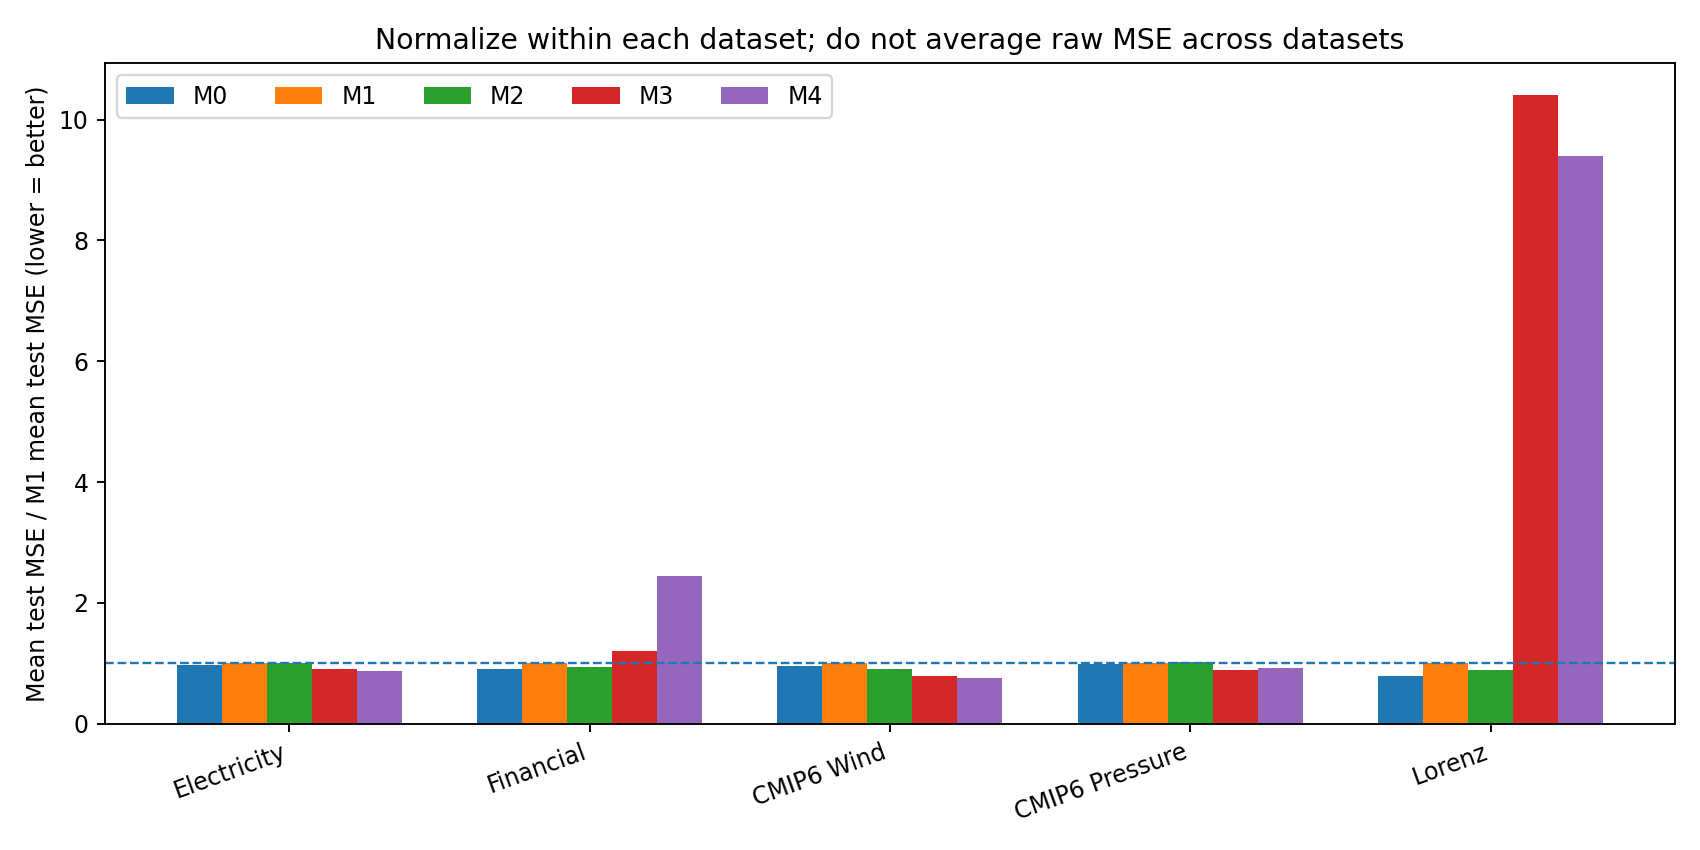 Normalize within each dataset; do not average raw MSE across datasets
M0 M1 M2 M3 M4
Mean test MSE / M1 mean test MSE (lower = better)
10
8
6
4
2
0
Electricity
Financial
CMIP6 Wind
CMIP6 Pressure
Lorenz